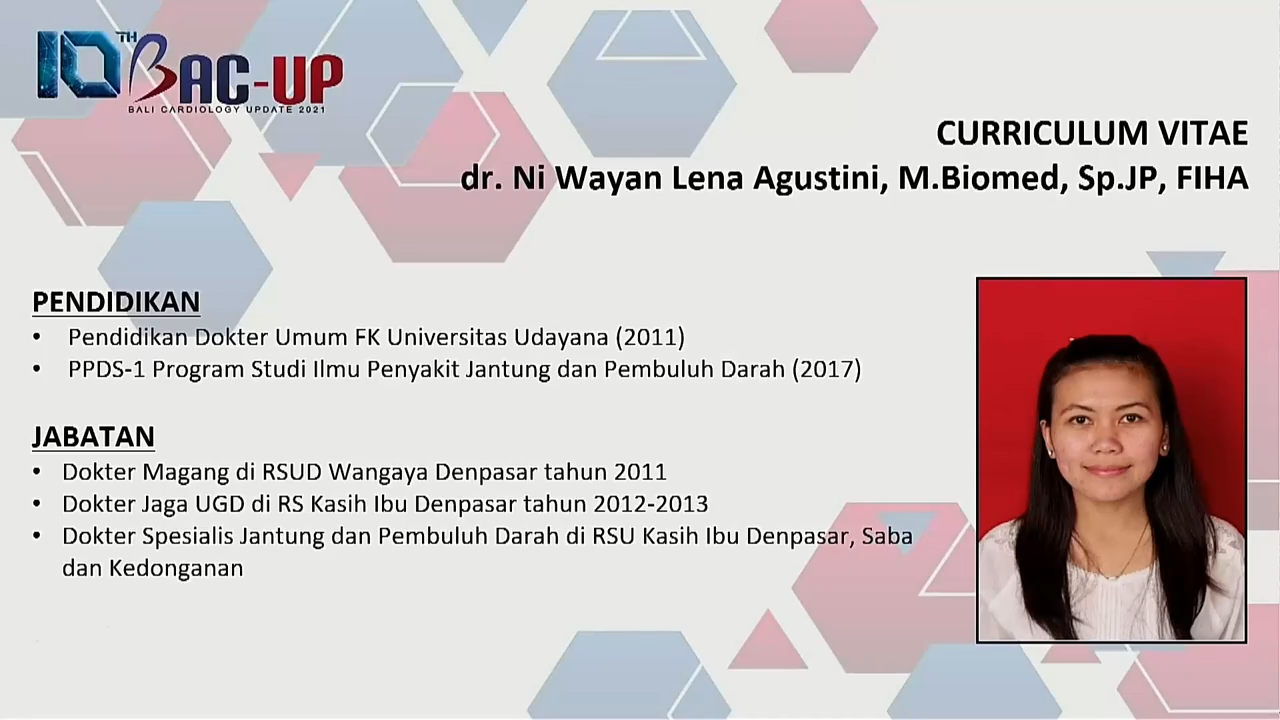 10TH BAC-UP
BALI CARDIOLOGY UPDATE 2021
CURRICULUM VITAE
dr. Ni Wayan Lena Agustini, M.Biomed, Sp.JP, FIHA
PENDIDIKAN
• Pendidikan Dokter Umum FK Universitas Udayana (2011)
• PPDS-1 Program Studi Ilmu Penyakit Jantung dan Pembuluh Darah (2017)
JABATAN
• Dokter Magang di RSUD Wangaya Denpasar tahun 2011
• Dokter Jaga UGD di RS Kasih Ibu Denpasar tahun 2012-2013
• Dokter Spesialis Jantung dan Pembuluh Darah di RSU Kasih Ibu Denpasar, Saba
dan Kedonganan